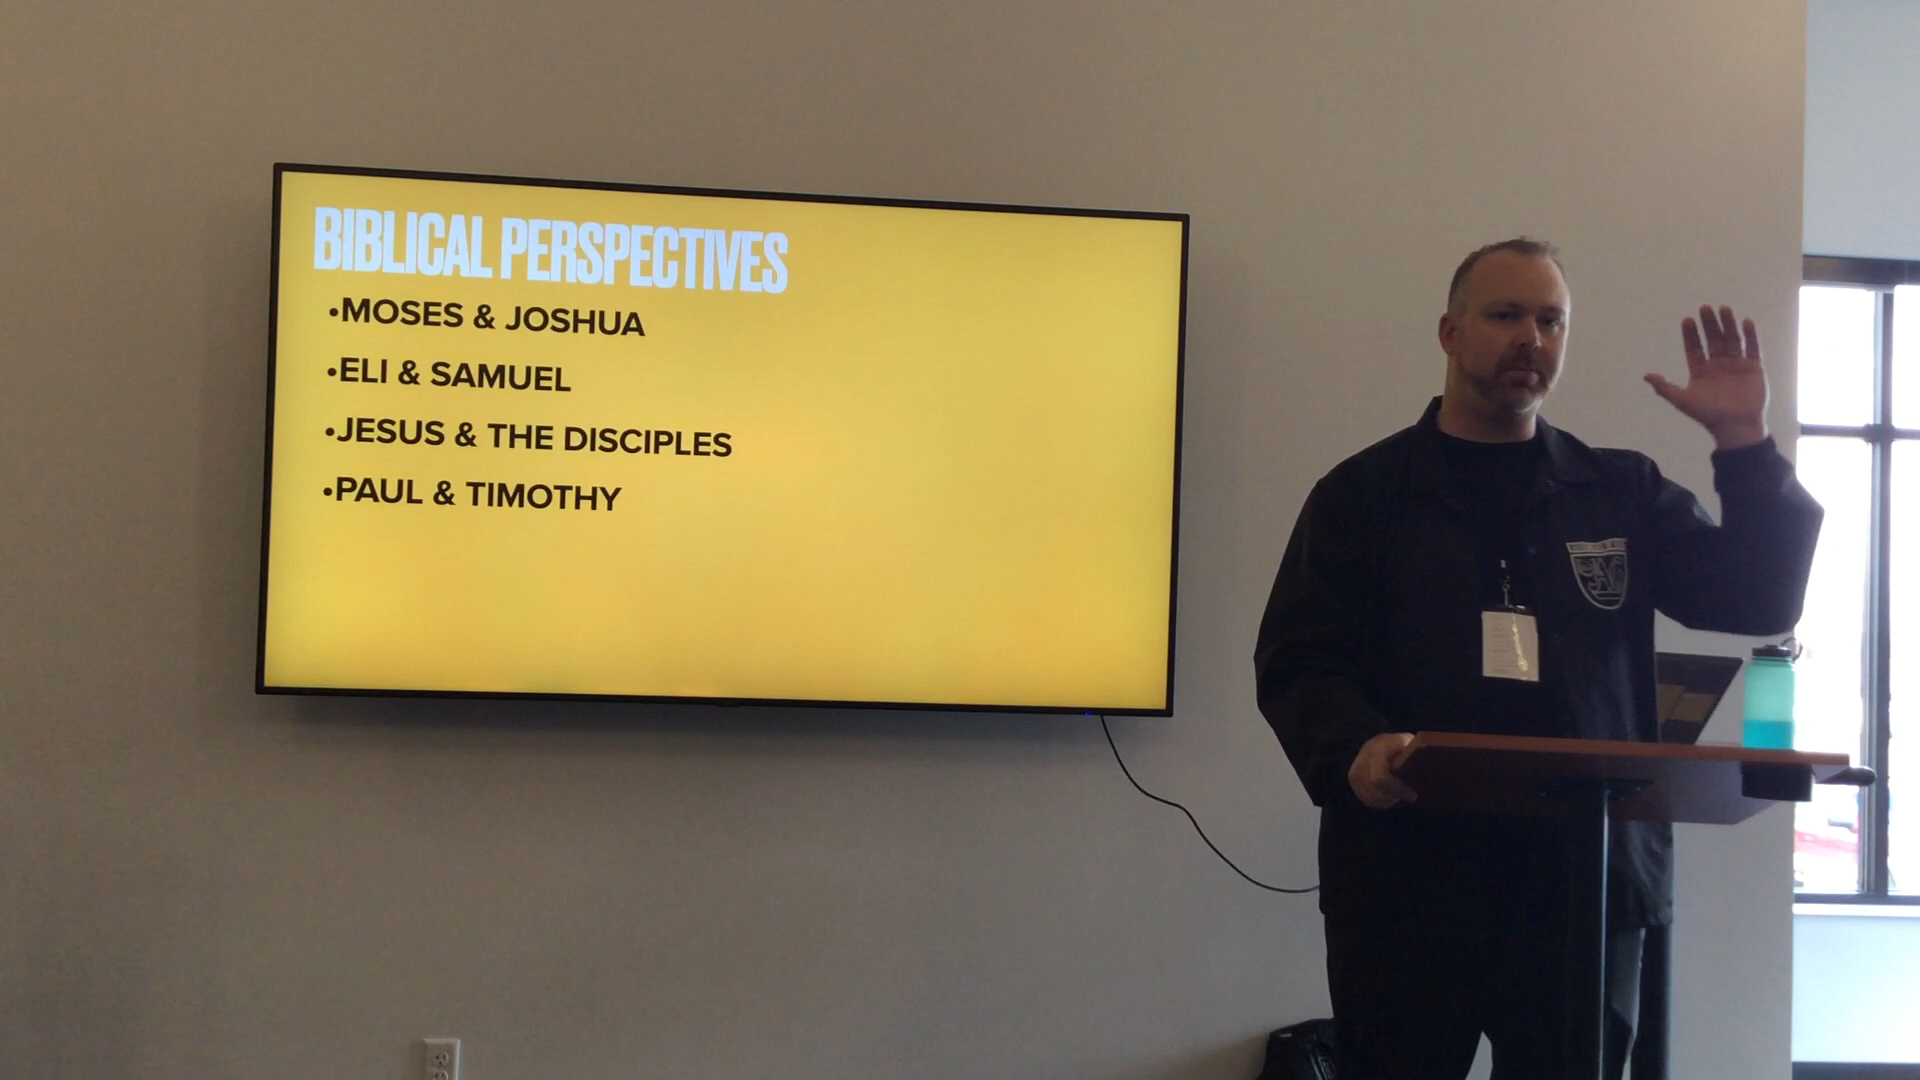 BIBLICAL PERSPECTIVES
•MOSES & JOSHUA
•ELI & SAMUEL
•JESUS & THE DISCIPLES
•PAUL & TIMOTHY